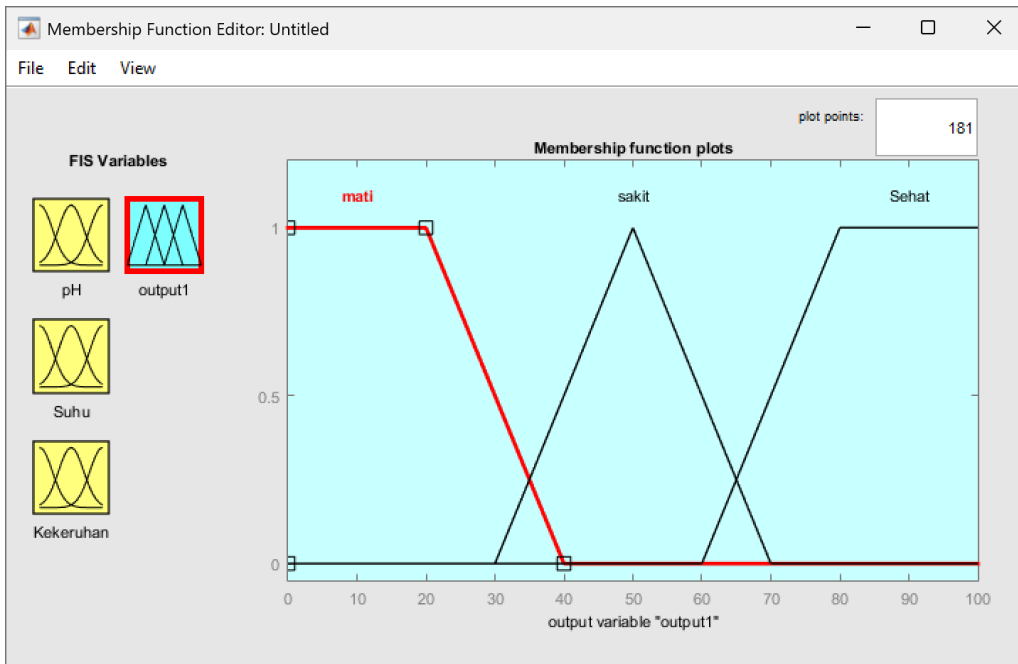 Membership Function Editor: Untitled
File Edit View
plot points: 181
FIS Variables
pH
output1
Suhu
Kekeruhan
Membership function plots
mati sakit Sehat
1
0.5
0
0 10 20 30 40 50 60 70 80 90 100
output variable "output1"